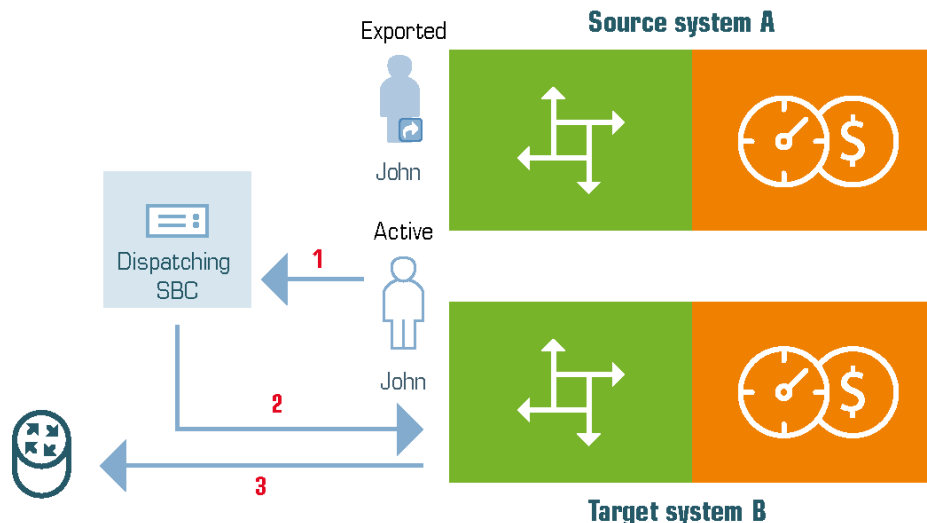 Source system A
Exported
John
$
Active
1
Dispatching
SBC
John
$
2
3
Target system B